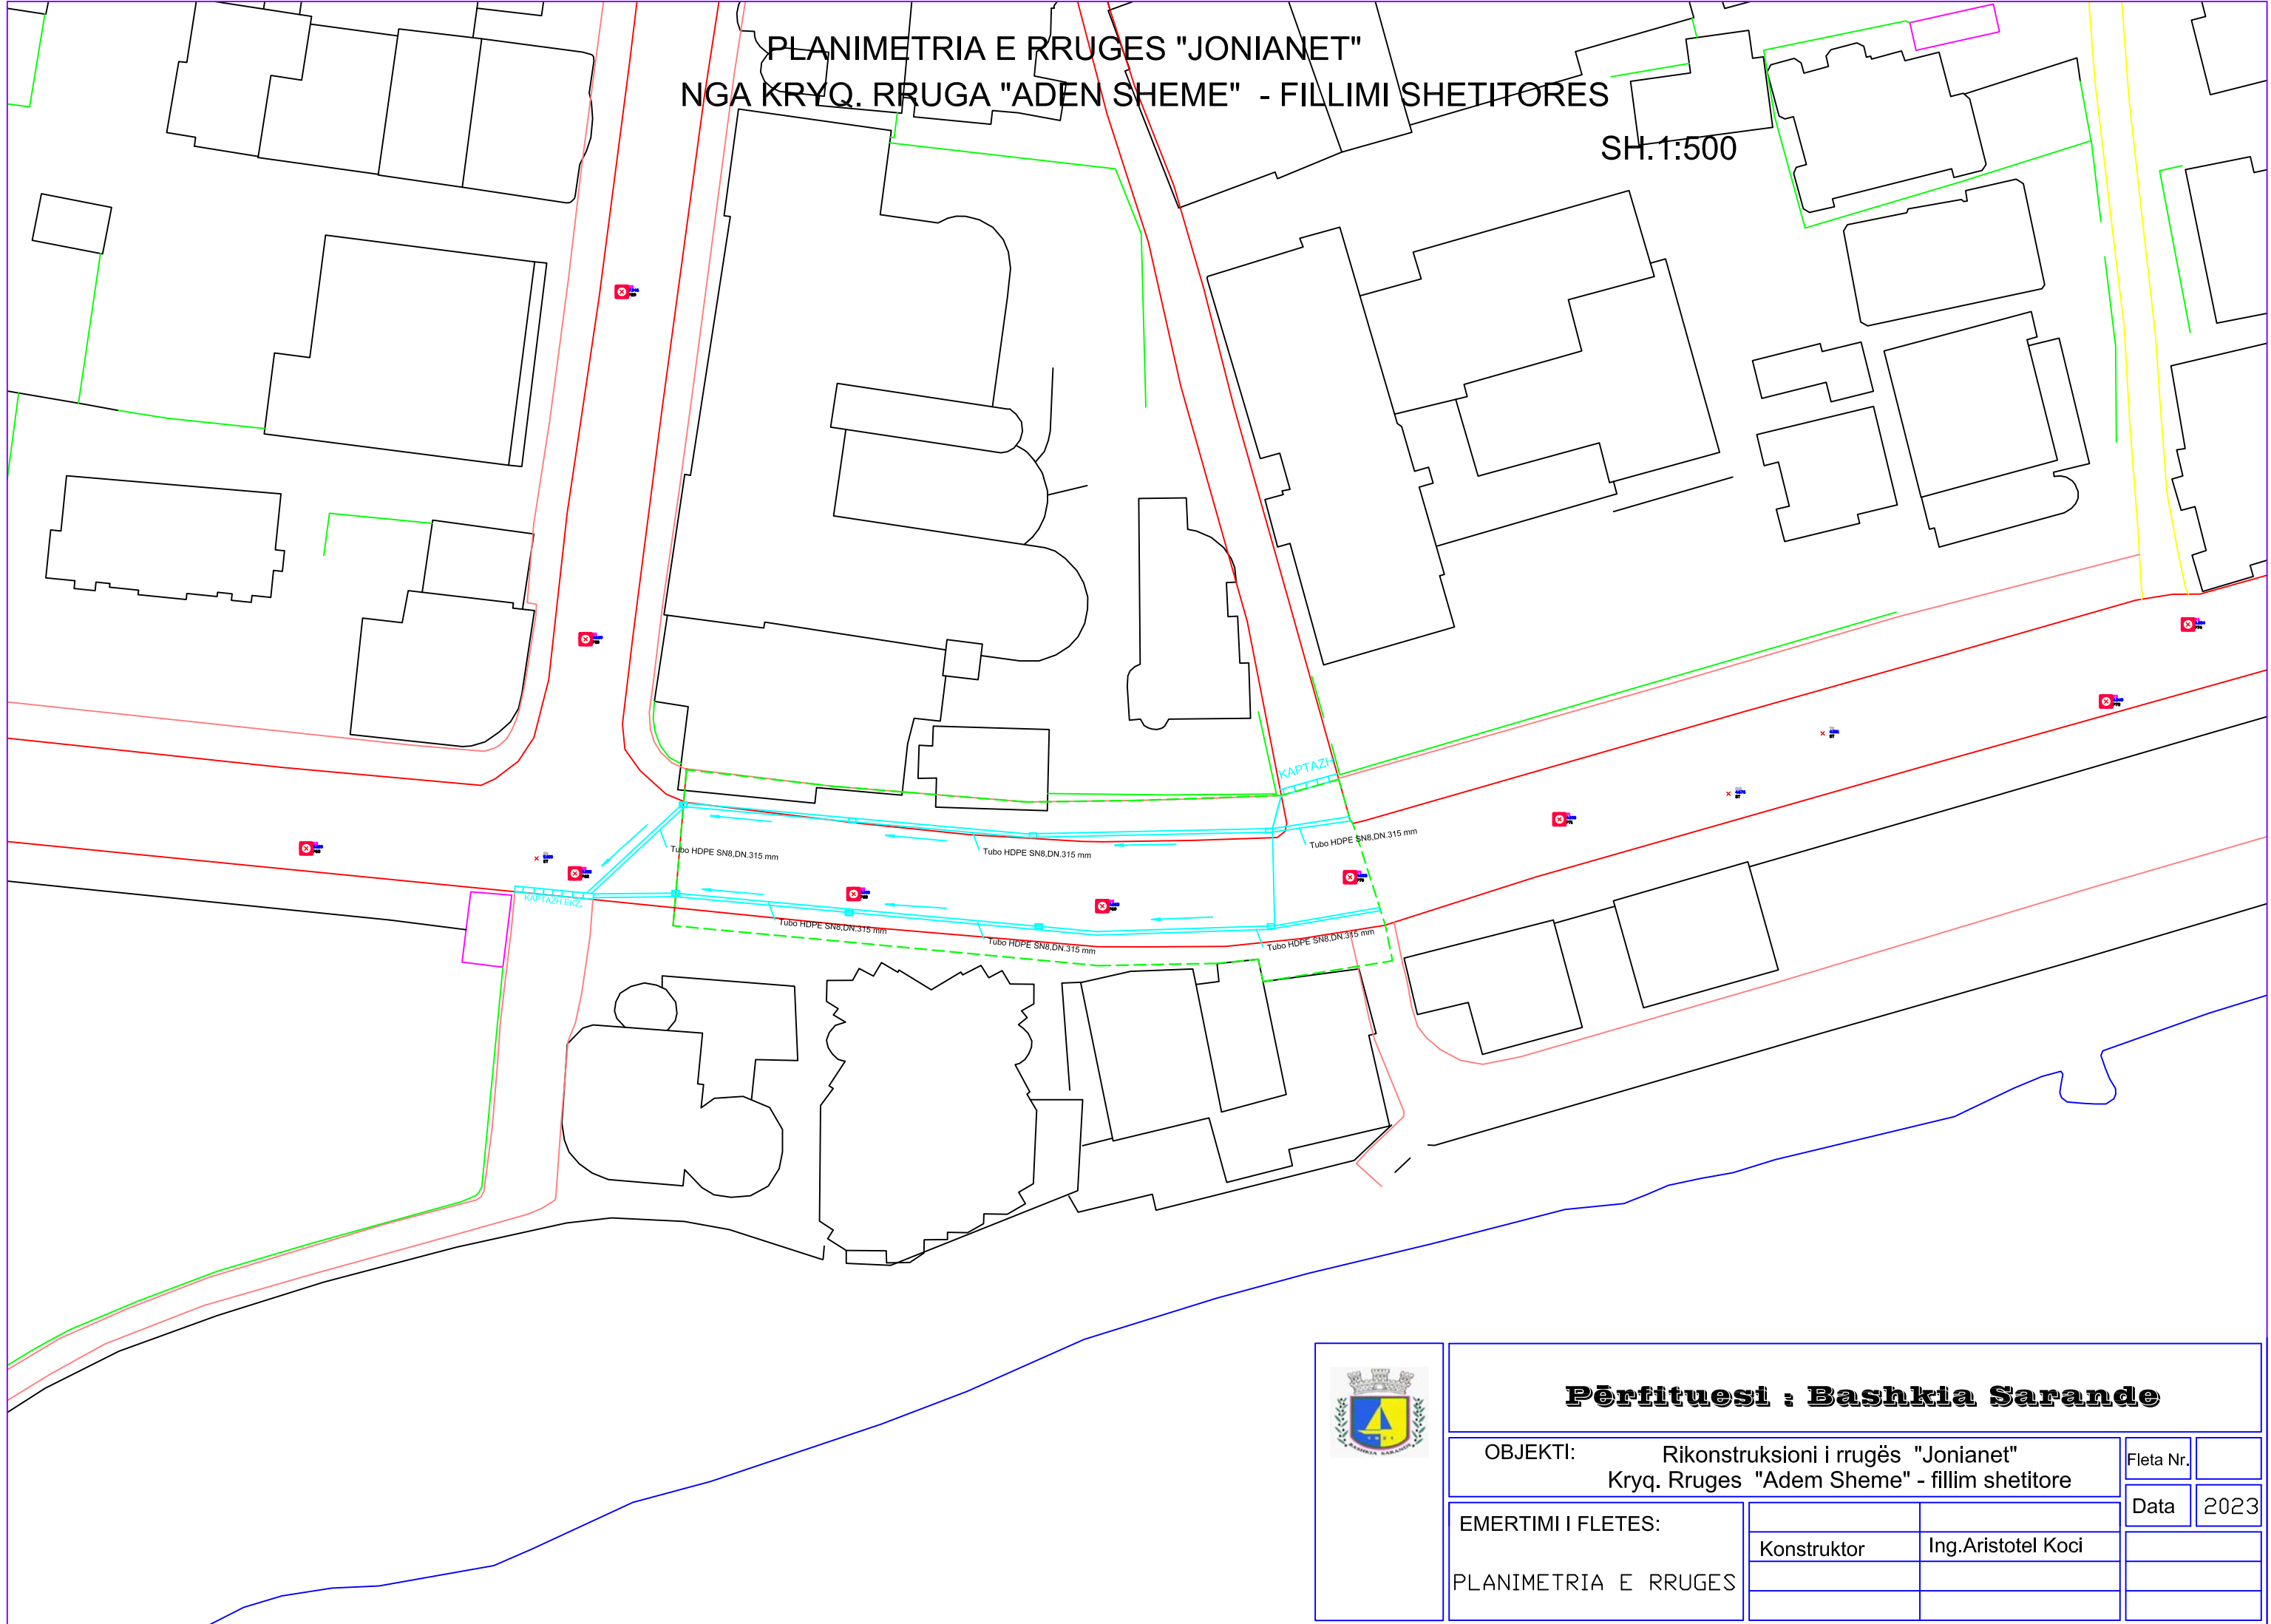 PLANIMETRIA E RRUGES "JONIANET"
NGA KRYQ. RRUGA "ADEN SHEME" - FILLIMI SHETITORES
SH.1:500
KAPTAZH
Tubo HDPE SN8,DN.315 mm
Tubo HDPE SN8,DN.315 mm
Tubo HDPE SN8,DN.315 mm
KAPTAZH EKZ.
Tubo HDPE SN8,DN.315 mm
Tubo HDPE SN8,DN.315 mm
Tubo HDPE SN8,DN.315 mm
BASHKIA SARANDE
Përfituesi : Bashkia Sarande
OBJEKTI: Rikonstruksioni i rrugës "Jonianet"
Kryq. Rruges "Adem Sheme" - fillim shetitore
Fleta Nr.
Data 2023
EMERTIMI I FLETES:
PLANIMETRIA E RRUGES
Konstruktor Ing.Aristotel Koci